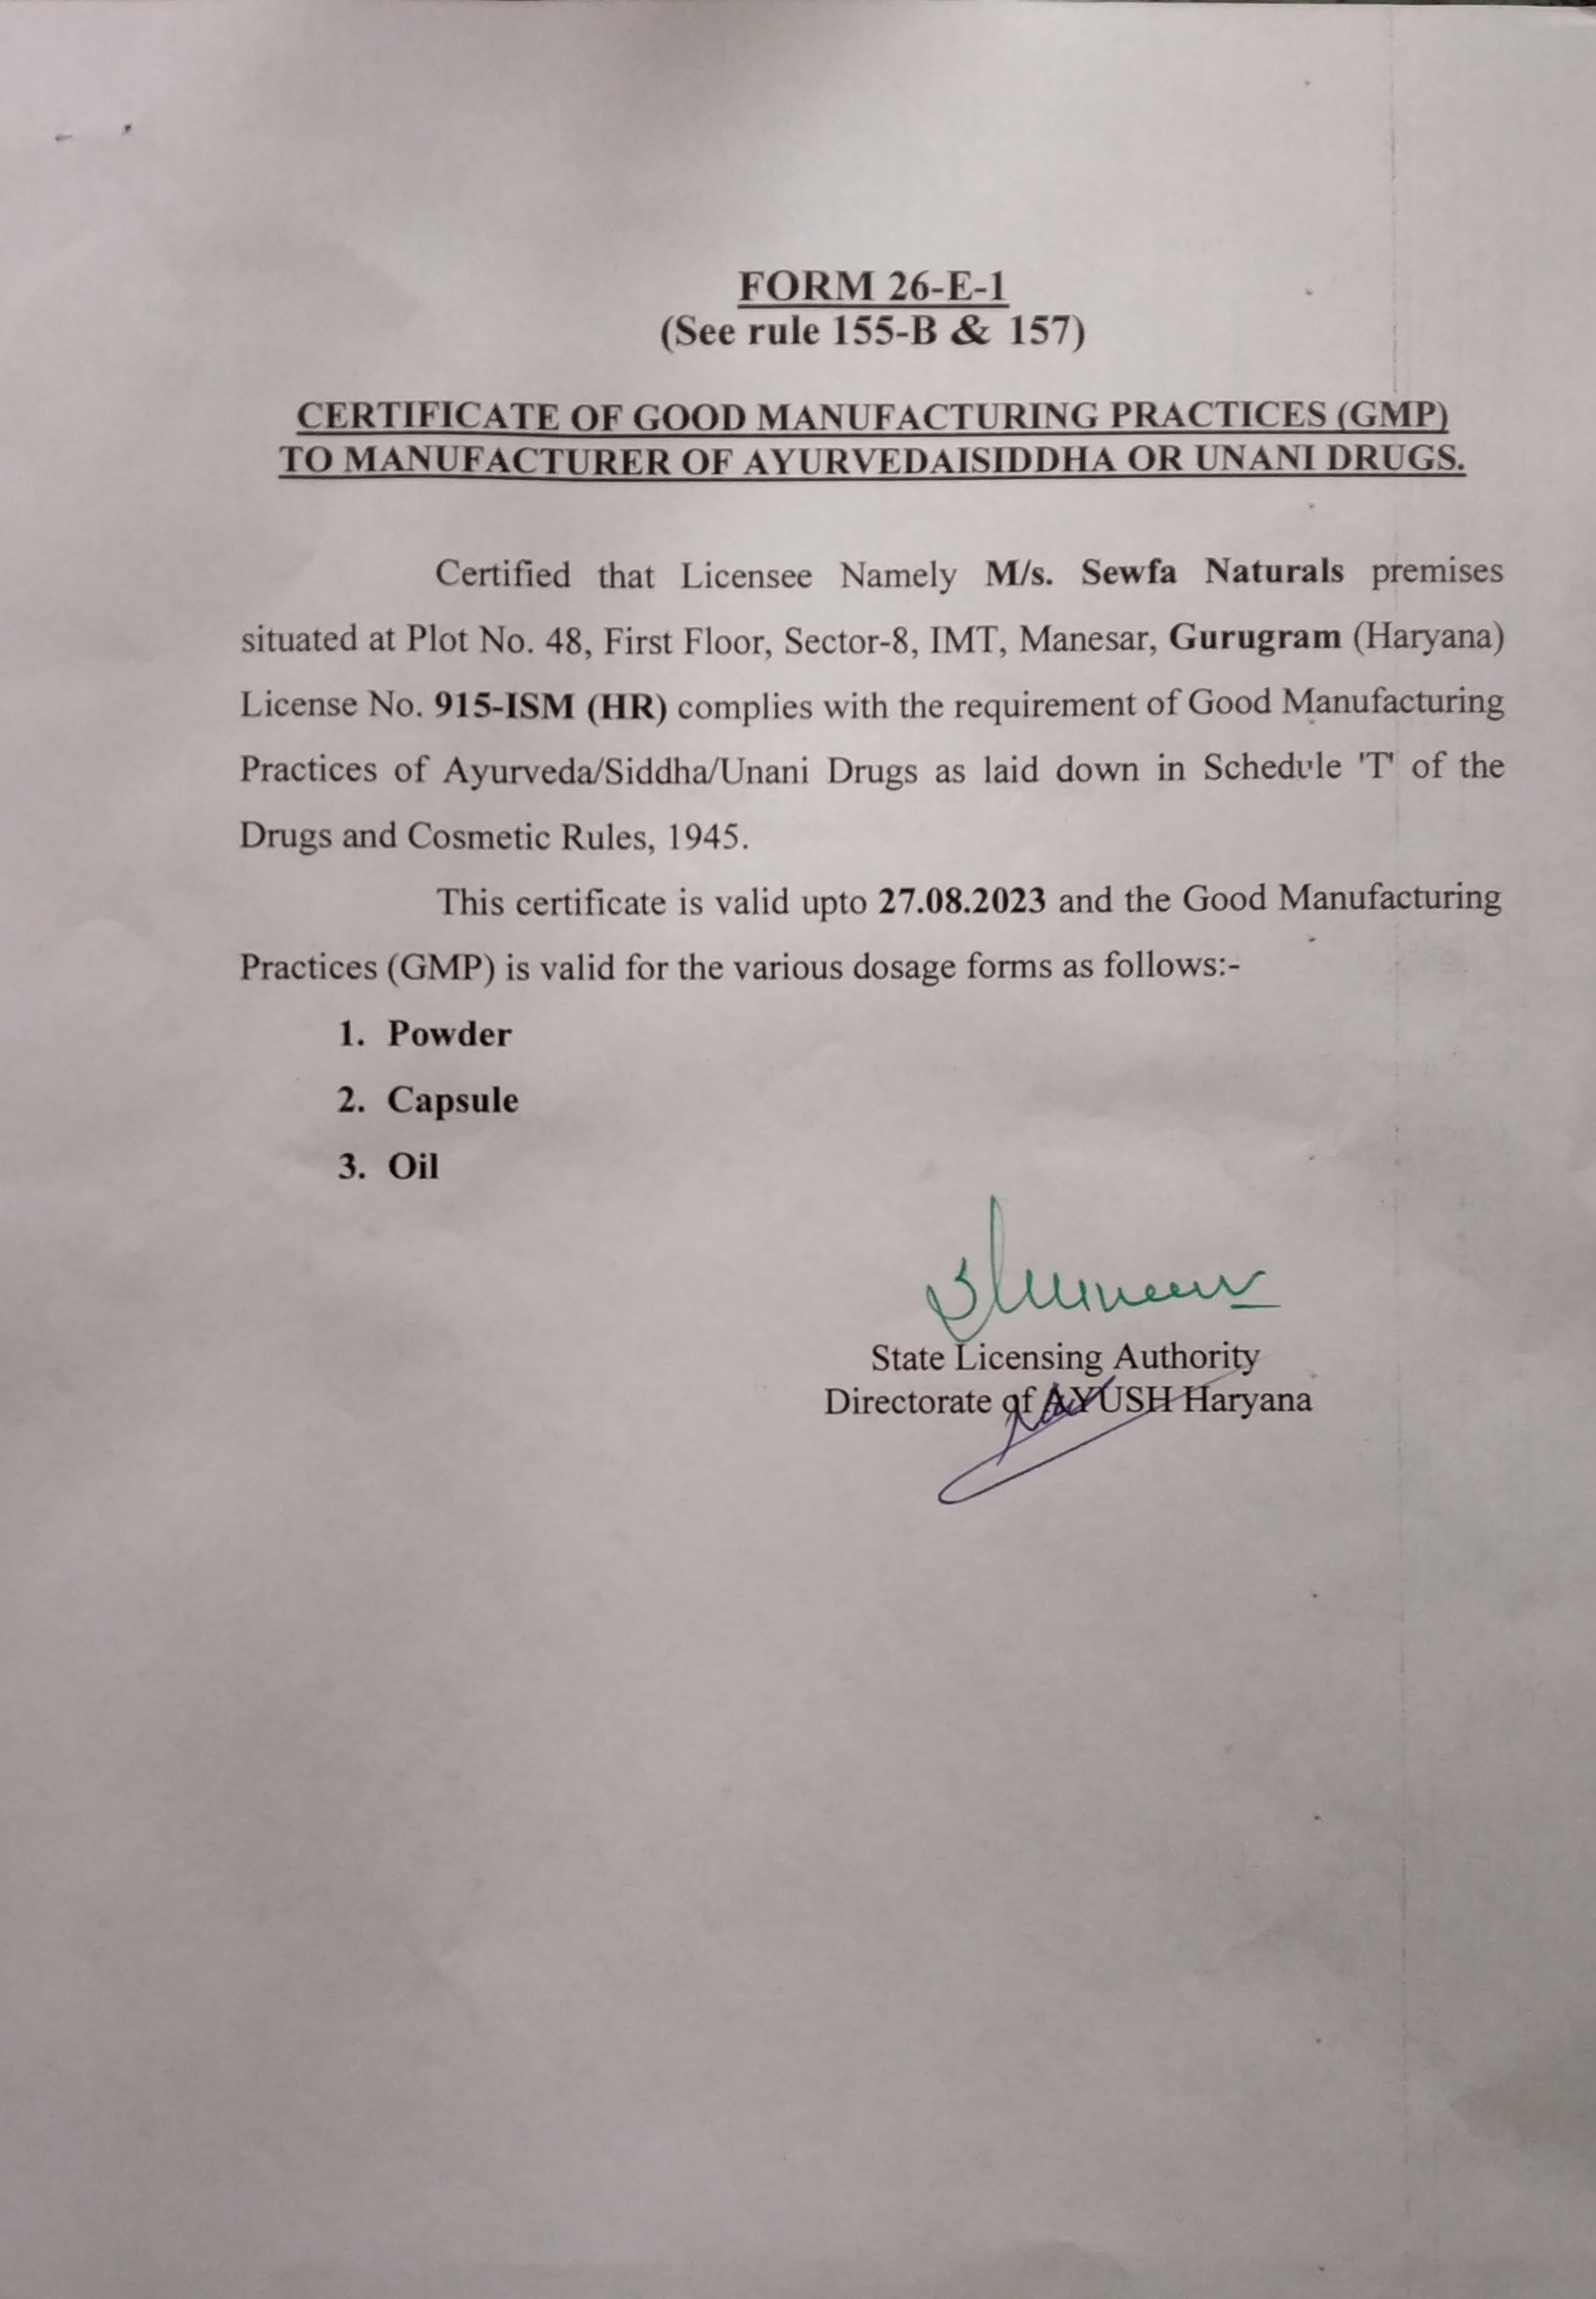 FORM 26-E-1
(See rule 155-B & 157)
CERTIFICATE OF GOOD MANUFACTURING PRACTICES (GMP)
TO MANUFACTURER OF AYURVEDAISIDDHA OR UNANI DRUGS.
Certified that Licensee Namely M/s. Sewfa Naturals premises
situated at Plot No. 48, First Floor, Sector-8, IMT, Manesar, Gurugram (Haryana)
License No. 915-ISM (HR) complies with the requirement of Good Manufacturing
Practices of Ayurveda/Siddha/Unani Drugs as laid down in Schedule 'T' of the
Drugs and Cosmetic Rules, 1945.
This certificate is valid upto 27.08.2023 and the Good Manufacturing
Practices (GMP) is valid for the various dosage forms as follows:-
1. Powder
2. Capsule
3. Oil
State Licensing Authority
Directorate of AYUSH Haryana